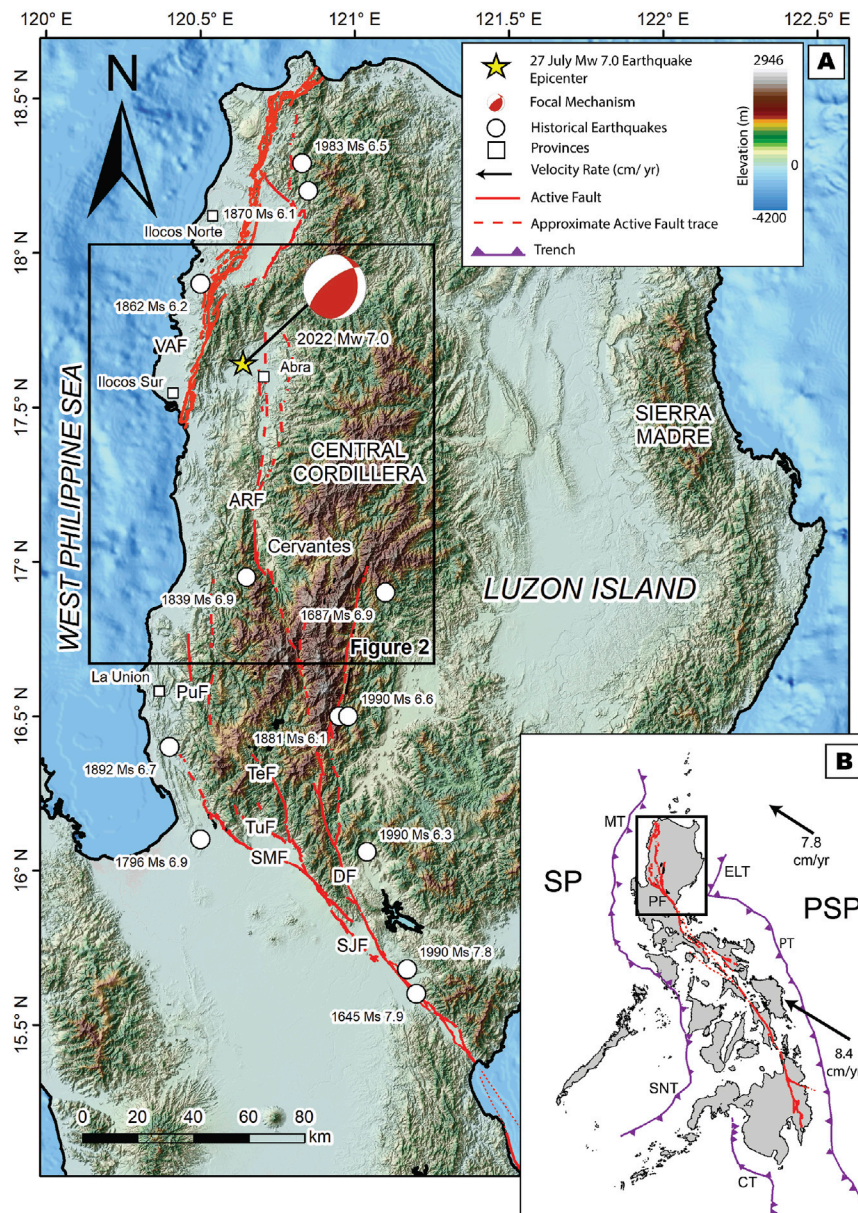 120° E
120.5° E
121° E
121.5° E
122° E
122.5° E
18.5° N
18° N
17.5° N
17° N
16.5° N
16° N
15.5° N
N
A
27 July Mw 7.0 Earthquake
Epicenter
Focal Mechanism
Historical Earthquakes
Provinces
Velocity Rate (cm/ yr)
Active Fault
Approximate Active Fault trace
Trench
Elevation (m)
2946
0
-4200
1983 Ms 6.5
1870 Ms 6.1
Ilocos Norte
1862 Ms 6.2
VAF
2022 Mw 7.0
Abra
Ilocos Sur
WEST PHILIPPINE SEA
SIERRA
MADRE
CENTRAL
CORDILLERA
ARF
Cervantes
LUZON ISLAND
1839 Ms 6.9
1687 Ms 6.9
Figure 2
La Union
PuF
1990 Ms 6.6
1881 Ms 6.1
1892 Ms 6.7
TeF
TuF
1796 Ms 6.9
SMF
1990 Ms 6.3
DF
SJF
1990 Ms 7.8
1645 Ms 7.9
0 20 40 60 80
km
B
MT
7.8
cm/yr
ELT
SP
PF
PSP
PT
8.4
cm/yr
SNT
CT